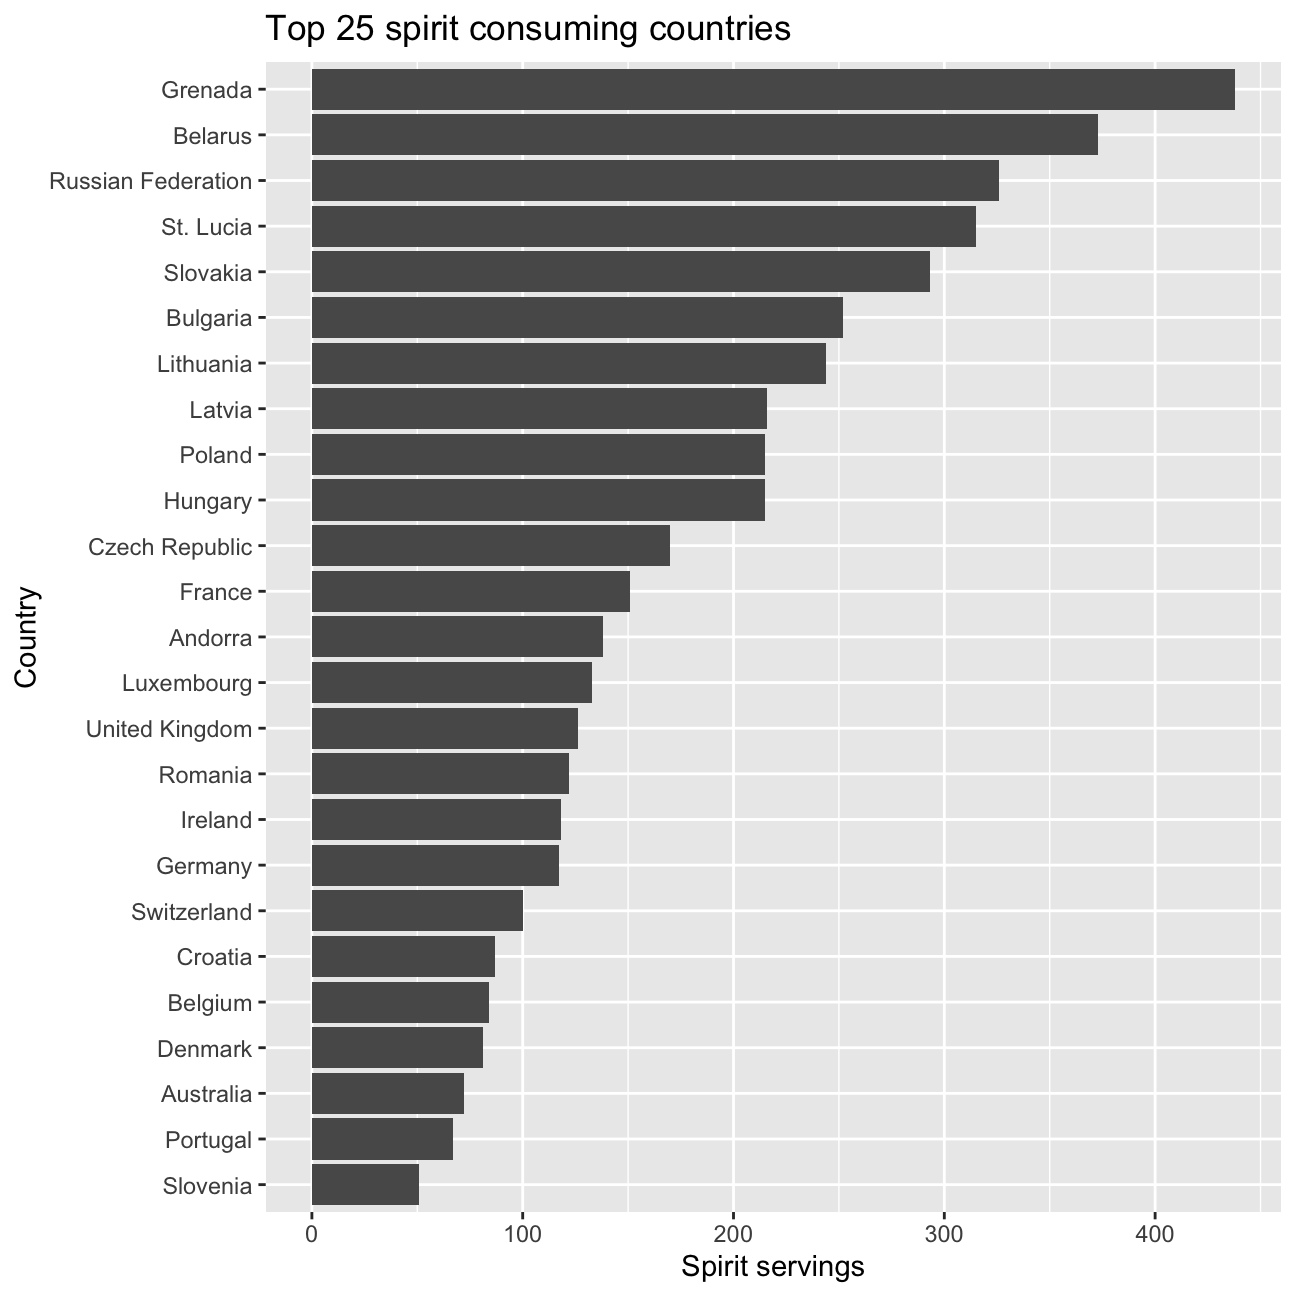 Top 25 spirit consuming countries
Grenada
Belarus
Russian Federation
St. Lucia
Slovakia
Bulgaria
Lithuania
Latvia
Poland
Hungary
Czech Republic
France
Andorra
Luxembourg
United Kingdom
Romania
Ireland
Germany
Switzerland
Croatia
Belgium
Denmark
Australia
Portugal
Slovenia
Country
0 100 200 300 400
Spirit servings